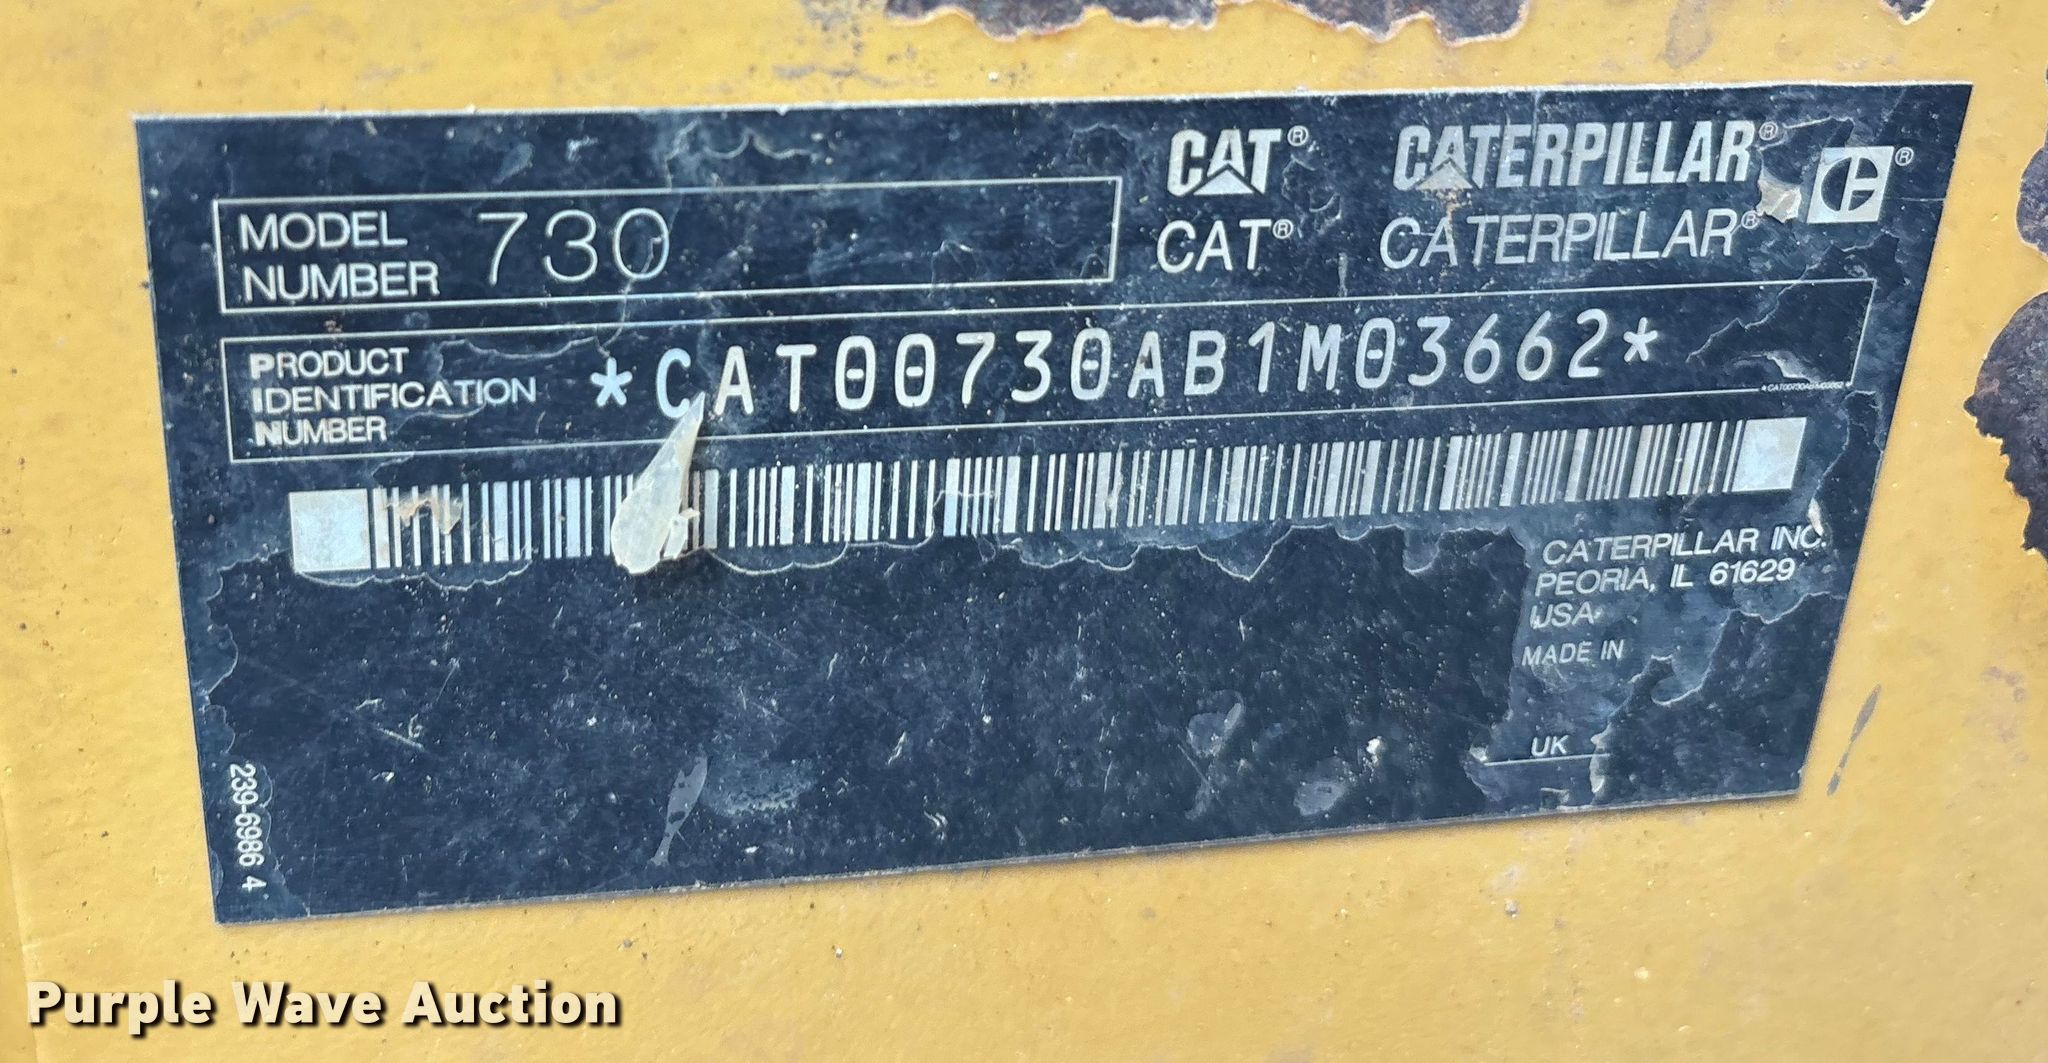 CAT® CATERPILLAR®
CAT® CATERPILLAR®
MODEL
NUMBER 730
PRODUCT
IDENTIFICATION
NUMBER
*CAT00730AB1M03662*
*CAT00730AB1M03662*
CATERPILLAR INC.
PEORIA, IL 61629
USA
MADE IN
UK
239-6986 4
Purple Wave Auction